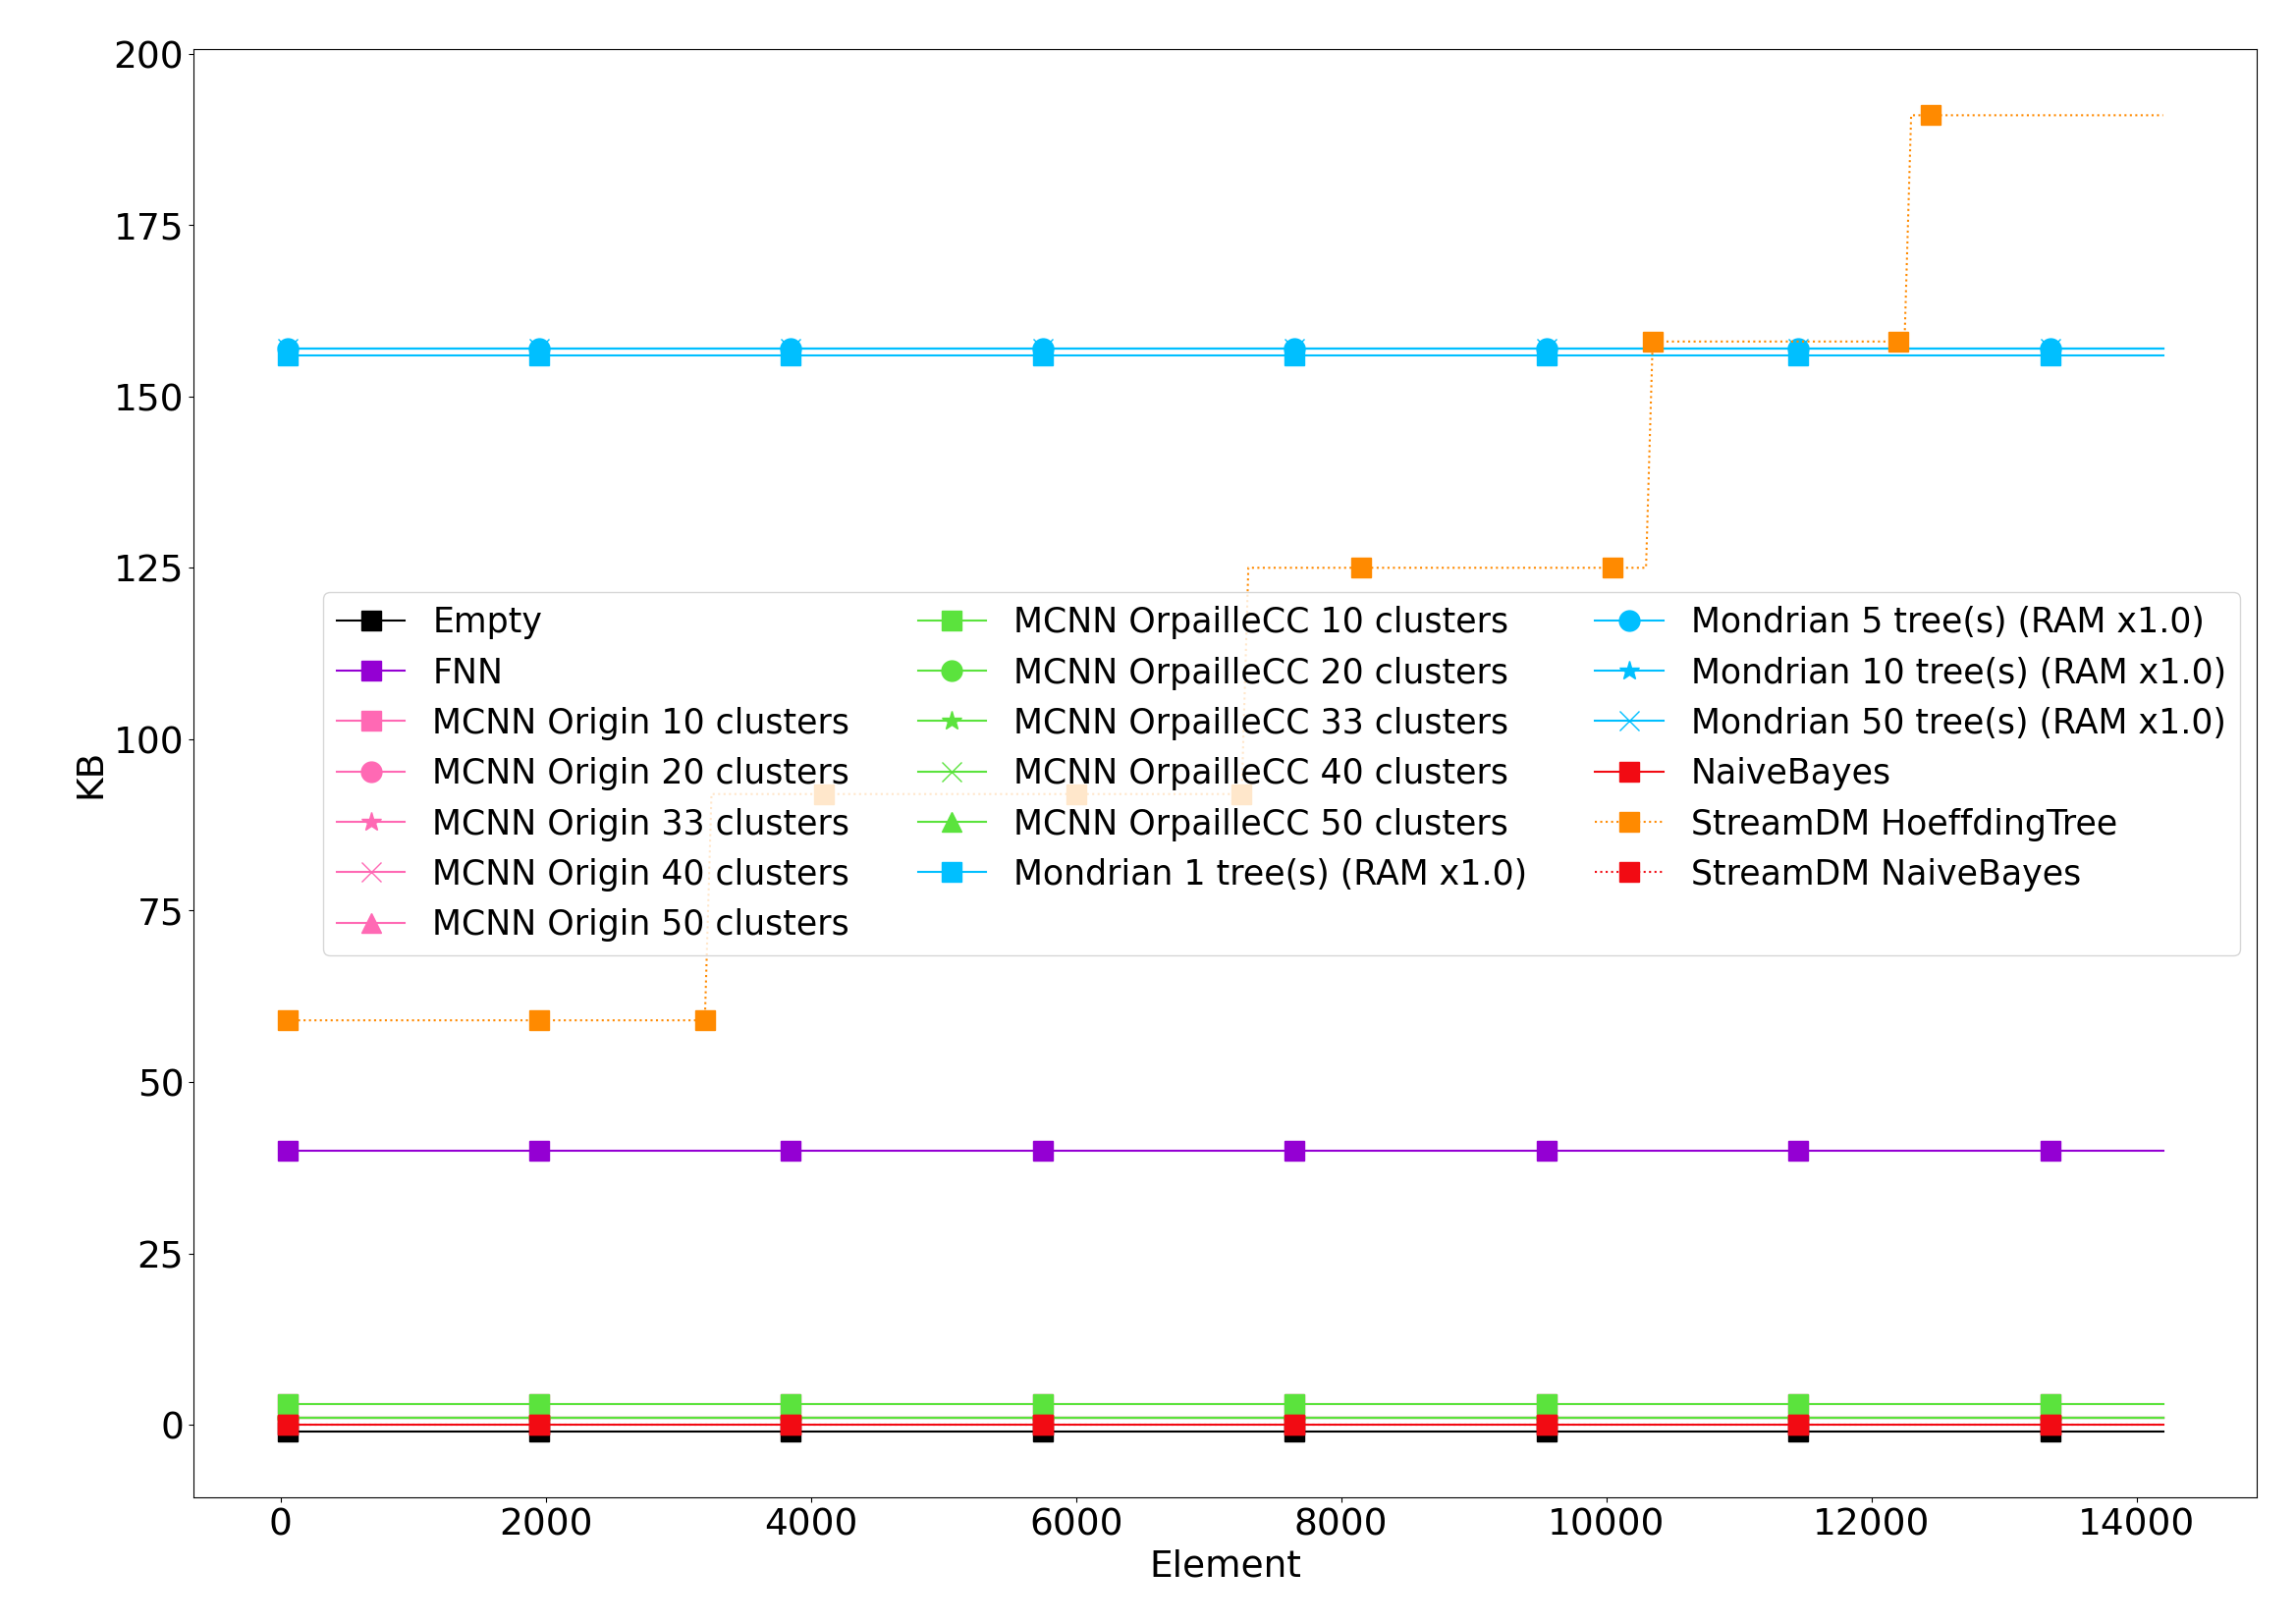 200
175
150
125
100
75
50
25
0
KB
Empty
FNN
MCNN Origin 10 clusters
MCNN Origin 20 clusters
MCNN Origin 33 clusters
MCNN Origin 40 clusters
MCNN Origin 50 clusters
MCNN OrpailleCC 10 clusters
MCNN OrpailleCC 20 clusters
MCNN OrpailleCC 33 clusters
MCNN OrpailleCC 40 clusters
MCNN OrpailleCC 50 clusters
Mondrian 1 tree(s) (RAM x1.0)
Mondrian 5 tree(s) (RAM x1.0)
Mondrian 10 tree(s) (RAM x1.0)
Mondrian 50 tree(s) (RAM x1.0)
NaiveBayes
StreamDM HoeffdingTree
StreamDM NaiveBayes
0 2000 4000 6000 8000 10000 12000 14000
Element